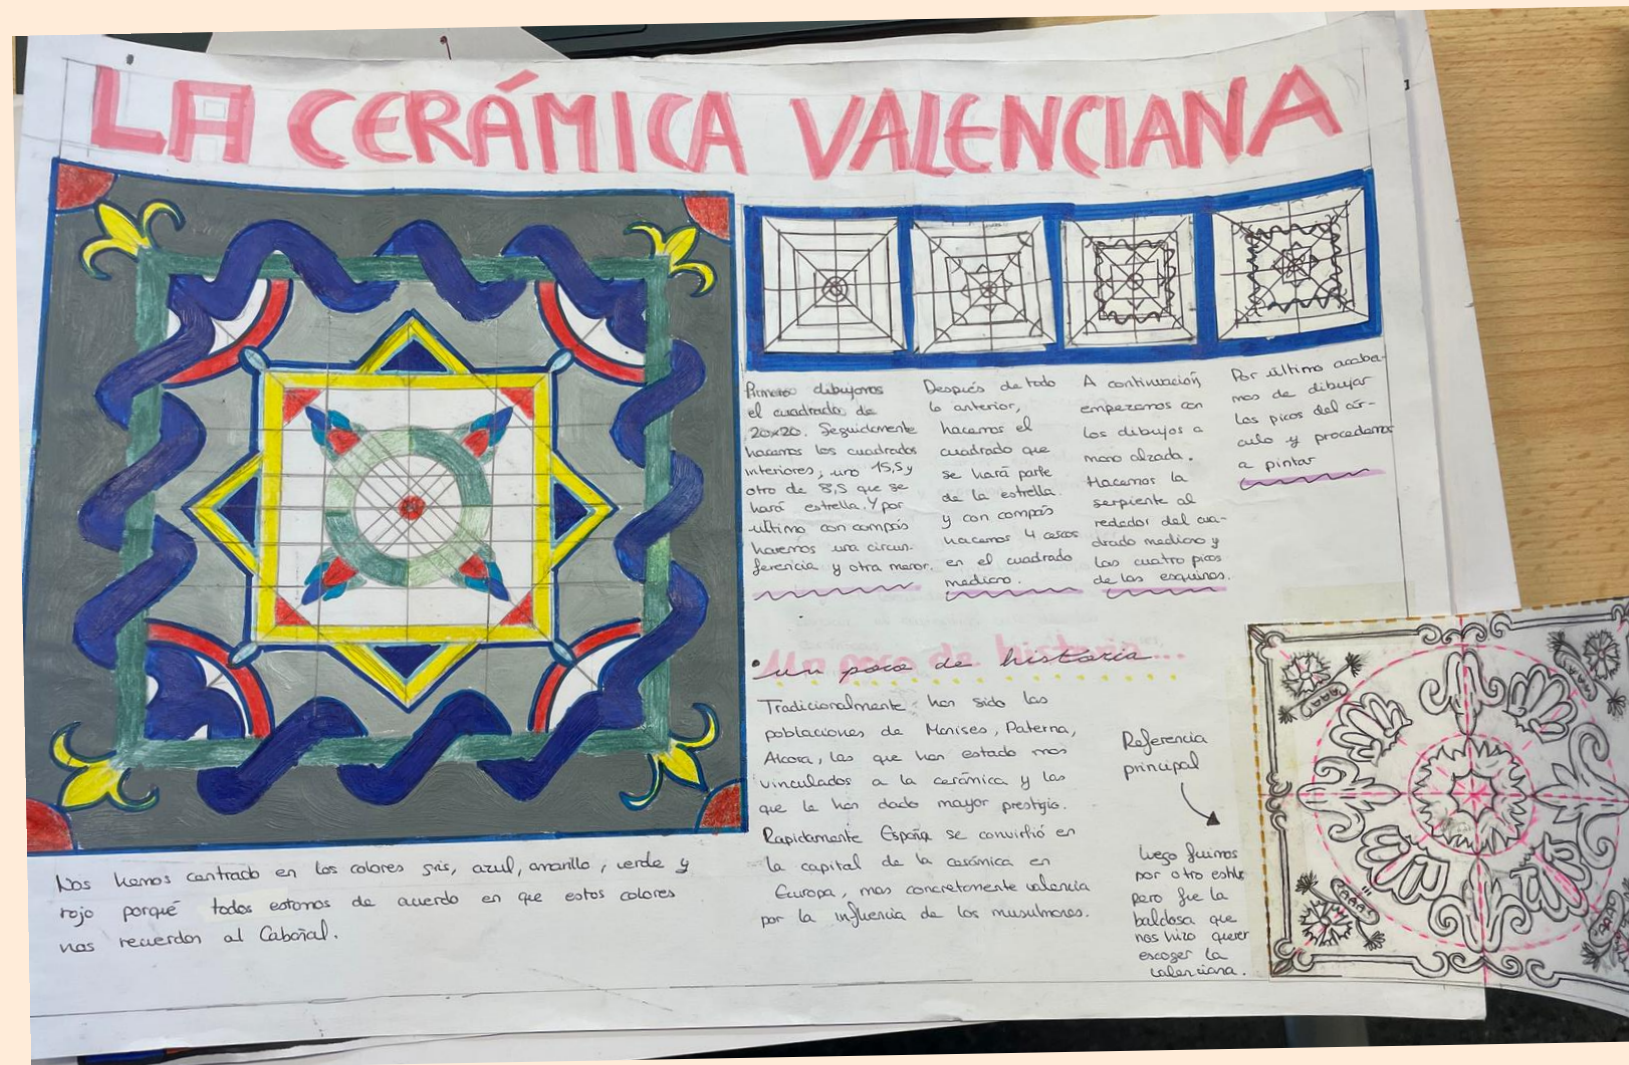 LA CERÁMICA VALENCIANA
Primero dibujamos
el cuadrado de
20x20. Seguidamente
hacemos los cuadrados
interiores, uno 15,5 y
otro de 8,5 que se
hará estrella. Y por
último con compás
haremos una circun-
ferencia y otra menor.
Después de todo
lo anterior,
hacemos el
cuadrado que
se hará parte
de la estrella.
y con compás
hacemos 4 arcos
en el cuadrado
mediano.
A continuación,
empezamos con
los dibujos a
mano alzada.
Hacemos la
serpiente al
rededor del cua-
drado mediano y
los cuatro picos
de las esquinas.
Por último acaba-
mos de dibujar
los picos del cír-
culo y procedemos
a pintar
• Un poco de historia...
Tradicionalmente han sido las
poblaciones de Manises, Paterna,
Alcora, las que han estado mas
vinculados a la cerámica y las
que le han dado mayor prestigio.
Rapidamente España se convirtió en
la capital de la cerámica en
Europa, mas concretamente valencia
por la influencia de los musulmanes.
Referencia
principal
Luego fuimos
por otro estilo
pero fue la
baldosa que
nos hizo querer
escoger la
valenciana.
Nos hemos centrado en los colores gris, azul, amarillo, verde y
rojo porqué todos estamos de acuerdo en que estos colores
nos recuerdan al Cabañal.